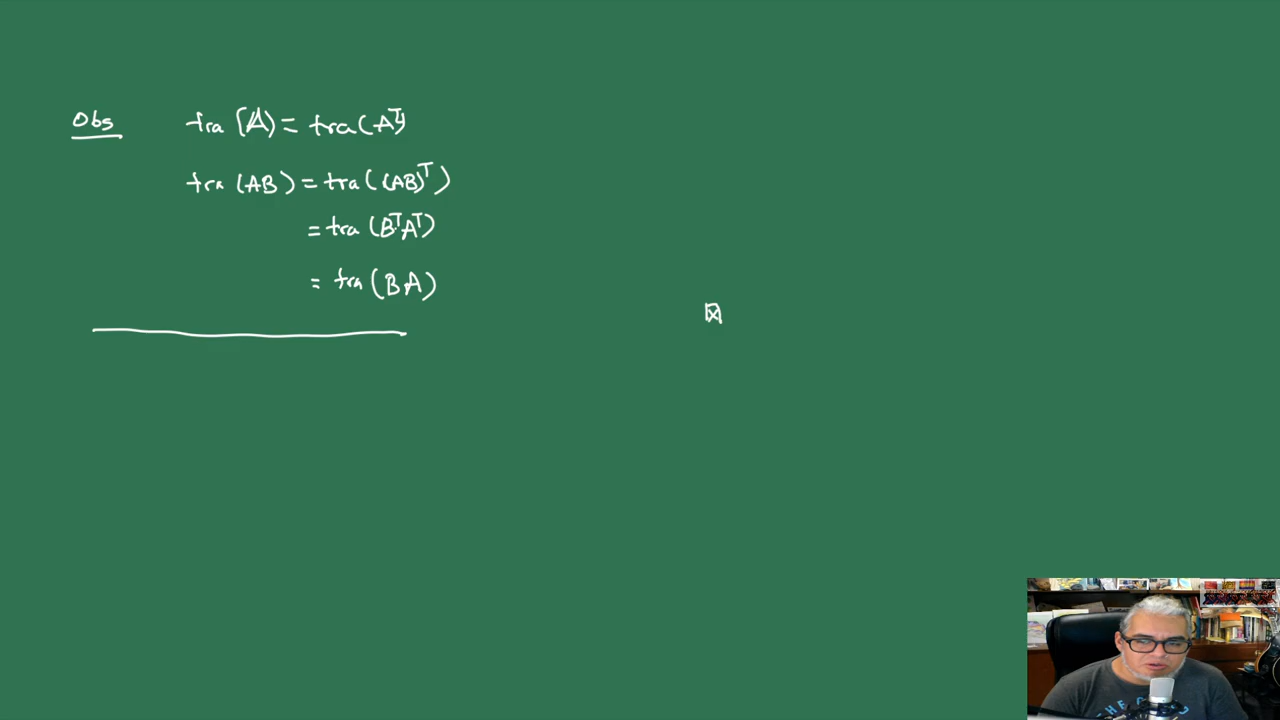 Obs tra(A) = tra(Aᵀ)
tra(AB) = tra((AB)ᵀ)
= tra(BᵀAᵀ)
= tra(BA)